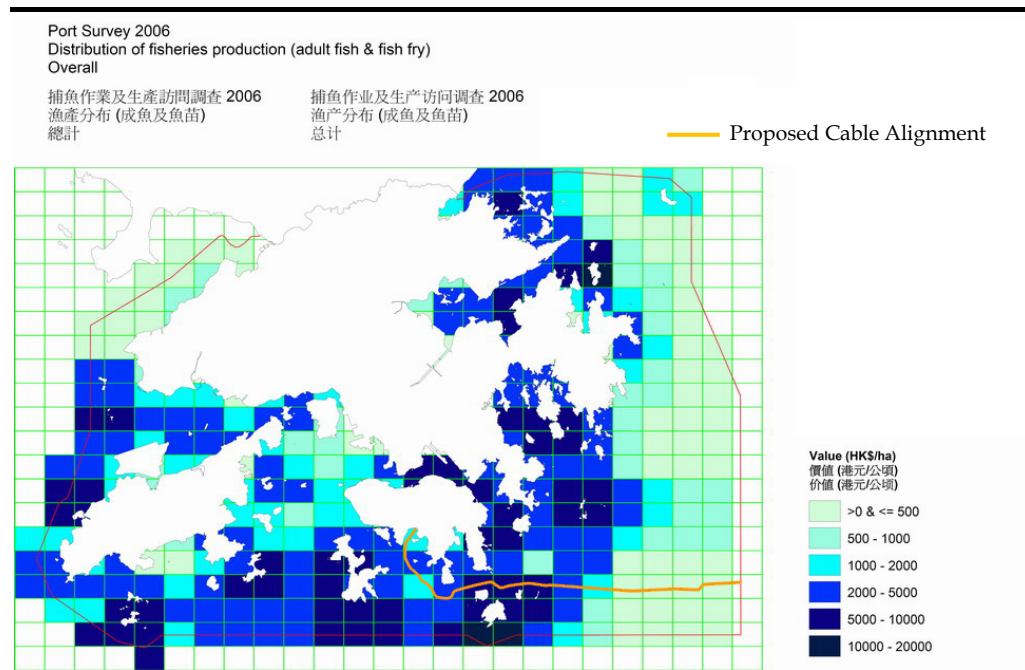 Port Survey 2006
Distribution of fisheries production (adult fish & fish fry)
Overall
捕魚作業及生產訪問調查 2006
漁產分布 (成魚及魚苗)
總計
捕鱼作业及生产访问调查 2006
渔产分布 (成鱼及鱼苗)
总计
Proposed Cable Alignment
Value (HK$/ha)
價值 (港元/公頃)
价值 (港元/公顷)
>0 & <= 500
500 - 1000
1000 - 2000
2000 - 5000
5000 - 10000
10000 - 20000